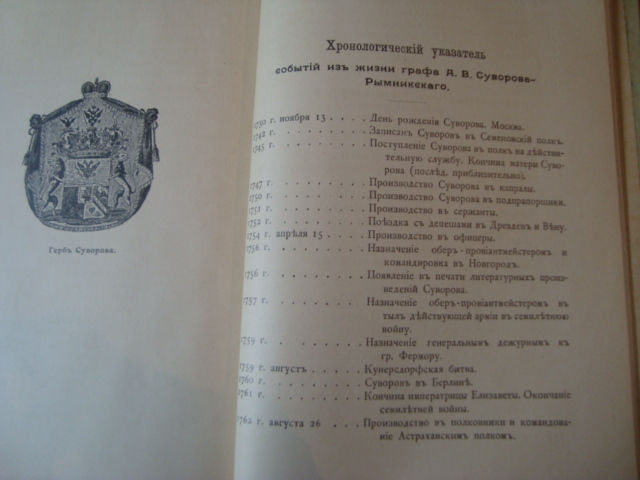 Гербъ Суворова.
Хронологическій указатель
событій изъ жизни графа А. В. Суворова-
Рымникскаго.
1730 г. ноября 13 . . . . День рожденія Суворова. Москва.
1742 г. . . . . . . . . Записанъ Суворовъ въ Семеновскій полкъ.
1745 г. . . . . . . . . Поступленіе Суворова въ полкъ на дѣйстви-
тельную службу. Кончина матери Суво-
рова (послѣд. приблизительно).
1747 г. . . . . . . . . Производство Суворова въ капралы.
1750 г. . . . . . . . . Производство Суворова въ подпрапорщики.
1751 г. . . . . . . . . Производство въ сержанты.
1752 г. . . . . . . . . Поѣздка съ депешами въ Дрезденъ и Вѣну.
1754 г. апрѣля 15 . . . . Производство въ офицеры.
1756 г. . . . . . . . . Назначеніе оберъ-провіантмейстеромъ и
командировка въ Новгородъ.
1756 г. . . . . . . . . Появленіе въ печати литературныхъ произ-
веденій Суворова.
1757 г. . . . . . . . . Назначеніе оберъ-провіантмейстеромъ въ
тылъ дѣйствующей арміи въ семилѣтнюю
войну.
1759 г. . . . . . . . . Назначеніе генеральнымъ дежурнымъ къ
гр. Фермору.
1759 г. августъ . . . . . Кунерсдорфская битва.
1760 г. . . . . . . . . Суворовъ въ Берлинѣ.
1761 г. . . . . . . . . Кончина императрицы Елизаветы. Окончаніе
семилѣтней войны.
1762 г. августа 26 . . . Производство въ полковники и командова-
ніе Астраханскимъ полкомъ.